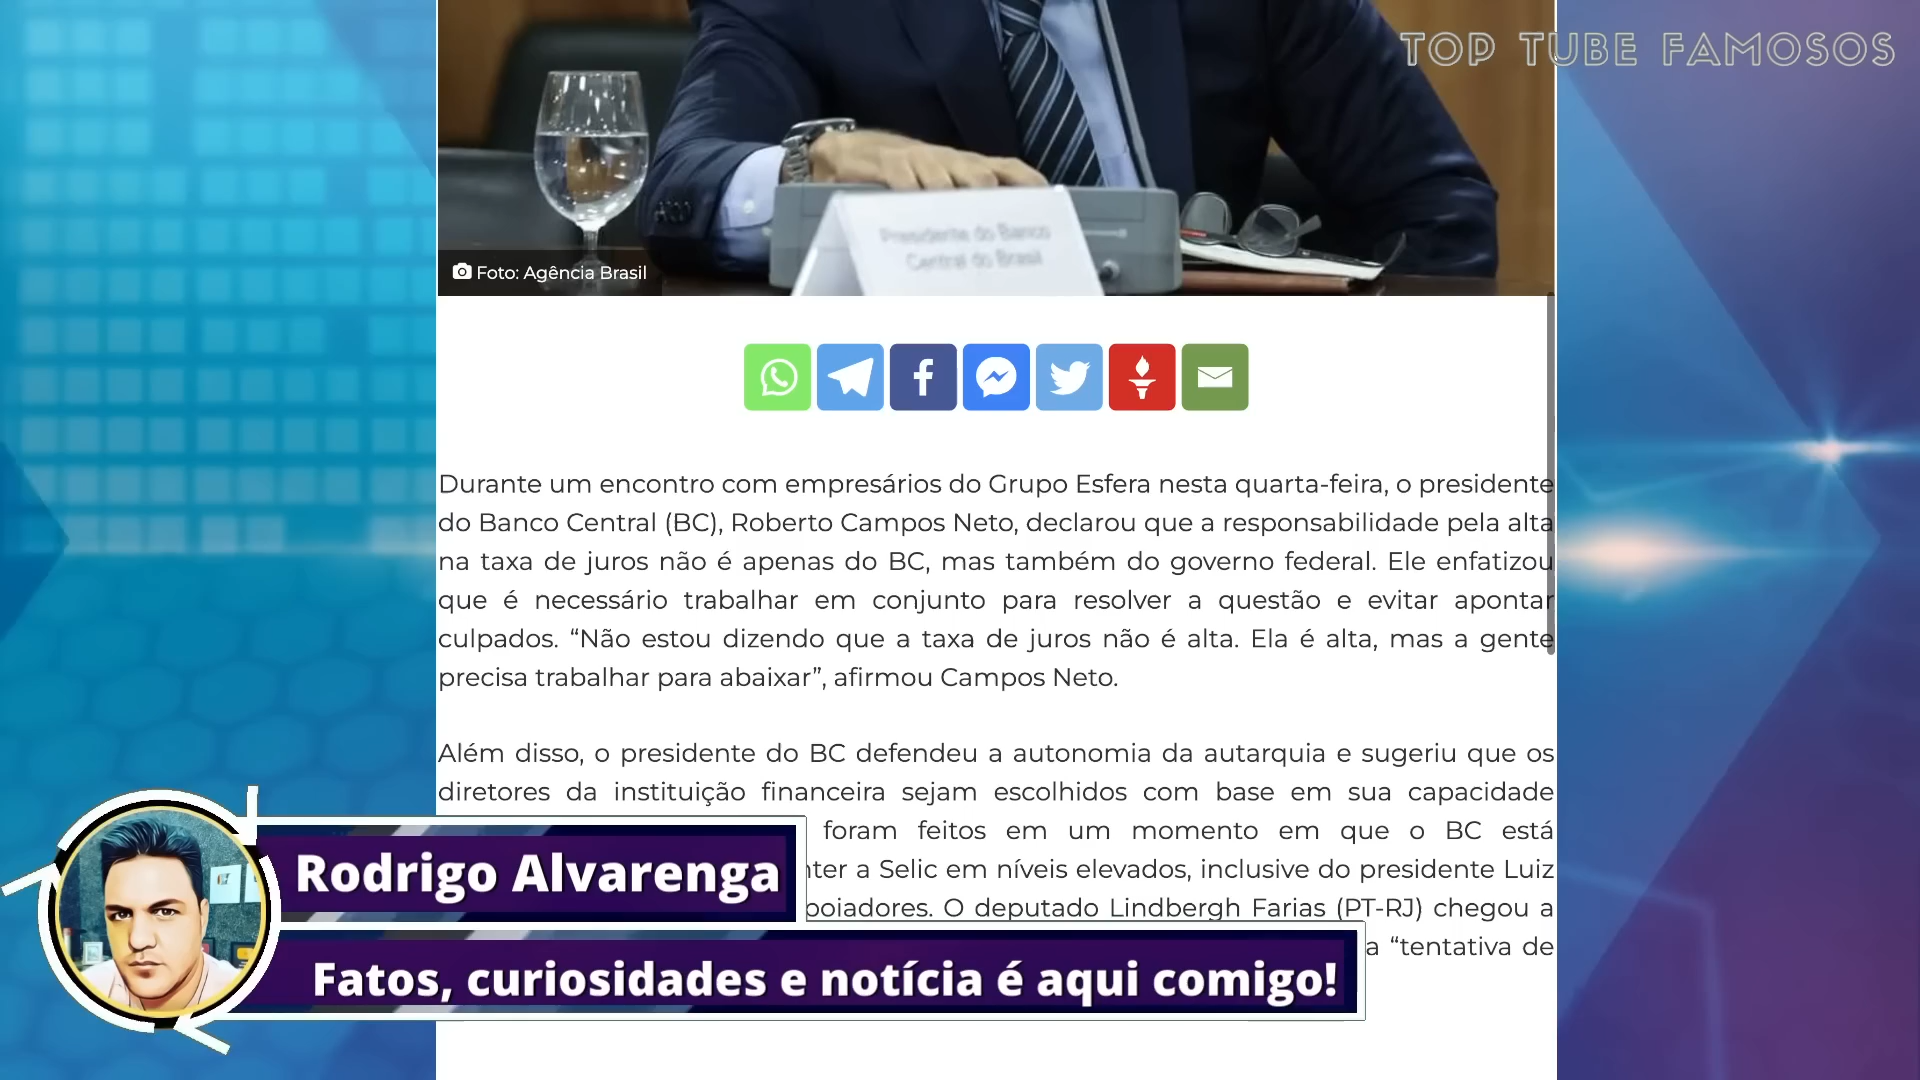 TOP TUBE FAMOSOS
Presidente do Banco
Central do Brasil
Foto: Agência Brasil
Durante um encontro com empresários do Grupo Esfera nesta quarta-feira, o presidente
do Banco Central (BC), Roberto Campos Neto, declarou que a responsabilidade pela alta
na taxa de juros não é apenas do BC, mas também do governo federal. Ele enfatizou
que é necessário trabalhar em conjunto para resolver a questão e evitar apontar
culpados. “Não estou dizendo que a taxa de juros não é alta. Ela é alta, mas a gente
precisa trabalhar para abaixar”, afirmou Campos Neto.
Além disso, o presidente do BC defendeu a autonomia da autarquia e sugeriu que os
diretores da instituição financeira sejam escolhidos com base em sua capacidade
foram feitos em um momento em que o BC está
a Selic em níveis elevados, inclusive do presidente Luiz
O deputado Lindbergh Farias (PT-RJ) chegou a
a “tentativa de
Rodrigo Alvarenga
Fatos, curiosidades e notícia é aqui comigo!